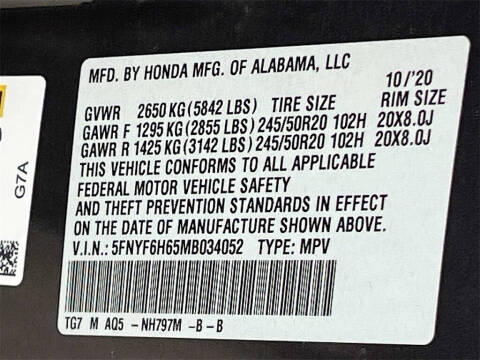 MFD. BY HONDA MFG. OF ALABAMA, LLC 10/'20
GVWR 2650 KG (5842 LBS) TIRE SIZE RIM SIZE
GAWR F 1295 KG (2855 LBS) 245/50R20 102H 20X8.0J
GAWR R 1425 KG (3142 LBS) 245/50R20 102H 20X8.0J
THIS VEHICLE CONFORMS TO ALL APPLICABLE
FEDERAL MOTOR VEHICLE SAFETY
AND THEFT PREVENTION STANDARDS IN EFFECT
ON THE DATE OF MANUFACTURE SHOWN ABOVE.
V.I.N.: 5FNYF6H65MB034052 TYPE: MPV
TG7 M AQ5 -NH797M -B-B
G7A